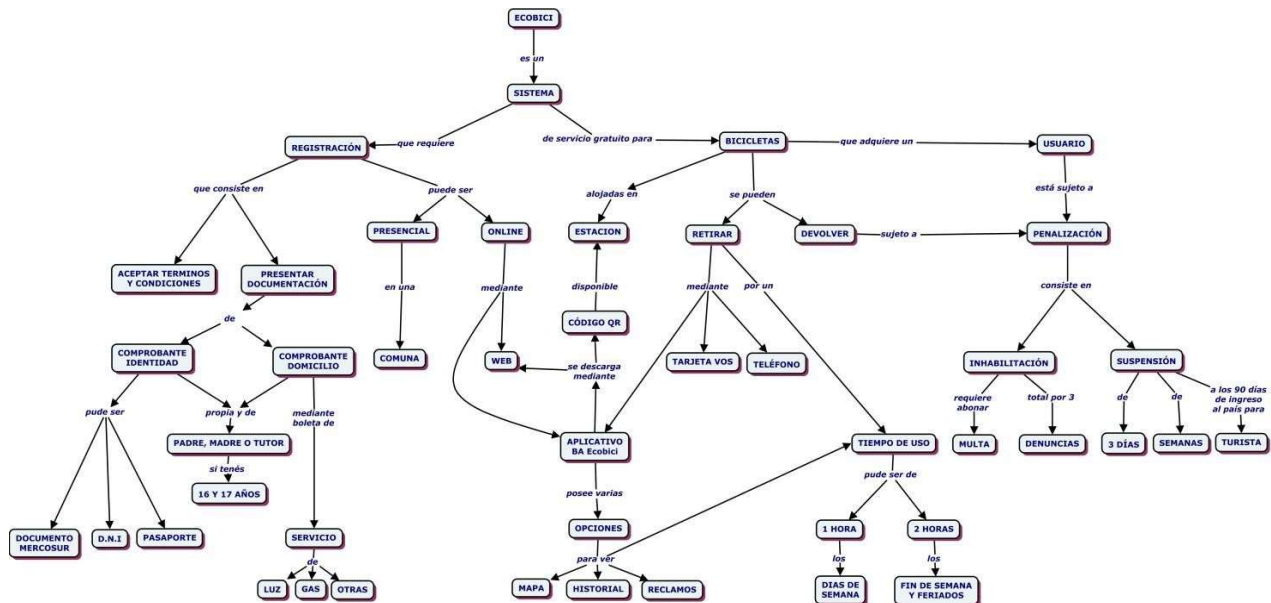 ECOBICI
es un
SISTEMA
que requiere
de servicio gratuito para
REGISTRACIÓN
BICICLETAS
que adquiere un
USUARIO
que consiste en
puede ser
alojadas en
se pueden
está sujeto a
PRESENCIAL
ONLINE
ESTACION
RETIRAR
DEVOLVER
sujeto a
PENALIZACIÓN
ACEPTAR TERMINOS
Y CONDICIONES
PRESENTAR
DOCUMENTACIÓN
en una
mediante
disponible
mediante
por un
consiste en
de
CÓDIGO QR
COMPROBANTE
IDENTIDAD
COMPROBANTE
DOMICILIO
COMUNA
WEB
se descarga
mediante
TARJETA VOS
TELÉFONO
INHABILITACIÓN
SUSPENSIÓN
pude ser
propia y de
mediante
boleta de
requiere
abonar
total por 3
de
de
a los 90 días
de ingreso
al país para
PADRE, MADRE O TUTOR
APLICATIVO
BA Ecobici
TIEMPO DE USO
MULTA
DENUNCIAS
3 DÍAS
SEMANAS
TURISTA
si tenés
16 Y 17 AÑOS
posee varias
pude ser de
DOCUMENTO
MERCOSUR
D.N.I
PASAPORTE
SERVICIO
OPCIONES
1 HORA
2 HORAS
de
para ver
los
los
LUZ
GAS
OTRAS
MAPA
HISTORIAL
RECLAMOS
DIAS DE
SEMANA
FIN DE SEMANA
Y FERIADOS